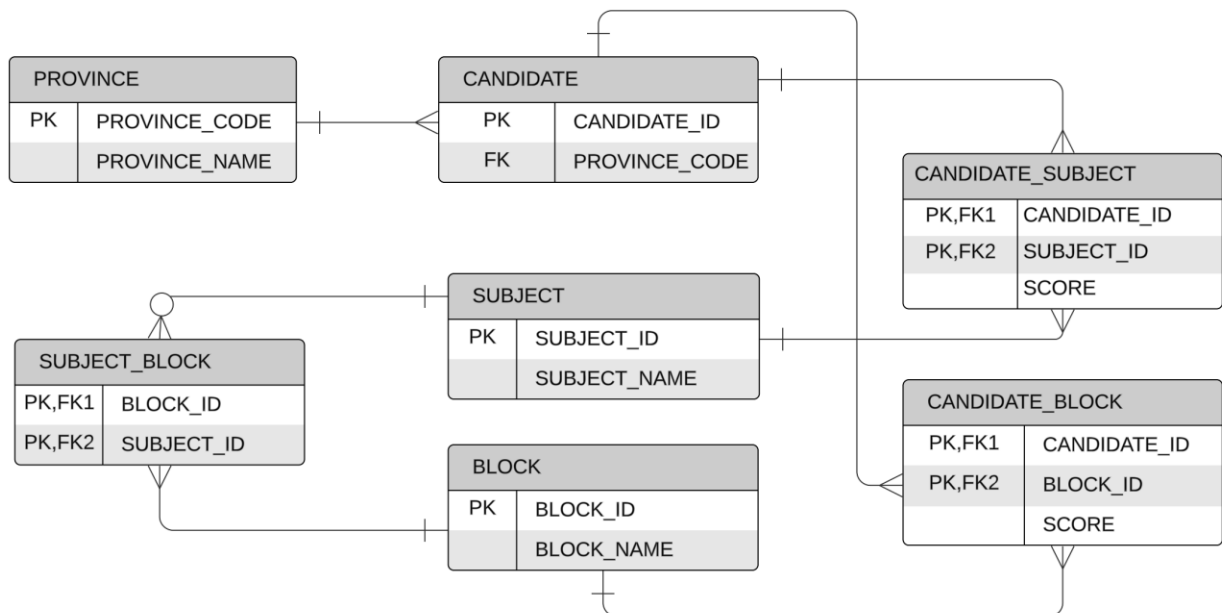 PROVINCE
PK PROVINCE_CODE
PROVINCE_NAME
CANDIDATE
PK CANDIDATE_ID
FK PROVINCE_CODE
CANDIDATE_SUBJECT
PK,FK1 CANDIDATE_ID
PK,FK2 SUBJECT_ID
SCORE
SUBJECT
PK SUBJECT_ID
SUBJECT_NAME
SUBJECT_BLOCK
PK,FK1 BLOCK_ID
PK,FK2 SUBJECT_ID
CANDIDATE_BLOCK
PK,FK1 CANDIDATE_ID
PK,FK2 BLOCK_ID
SCORE
BLOCK
PK BLOCK_ID
BLOCK_NAME